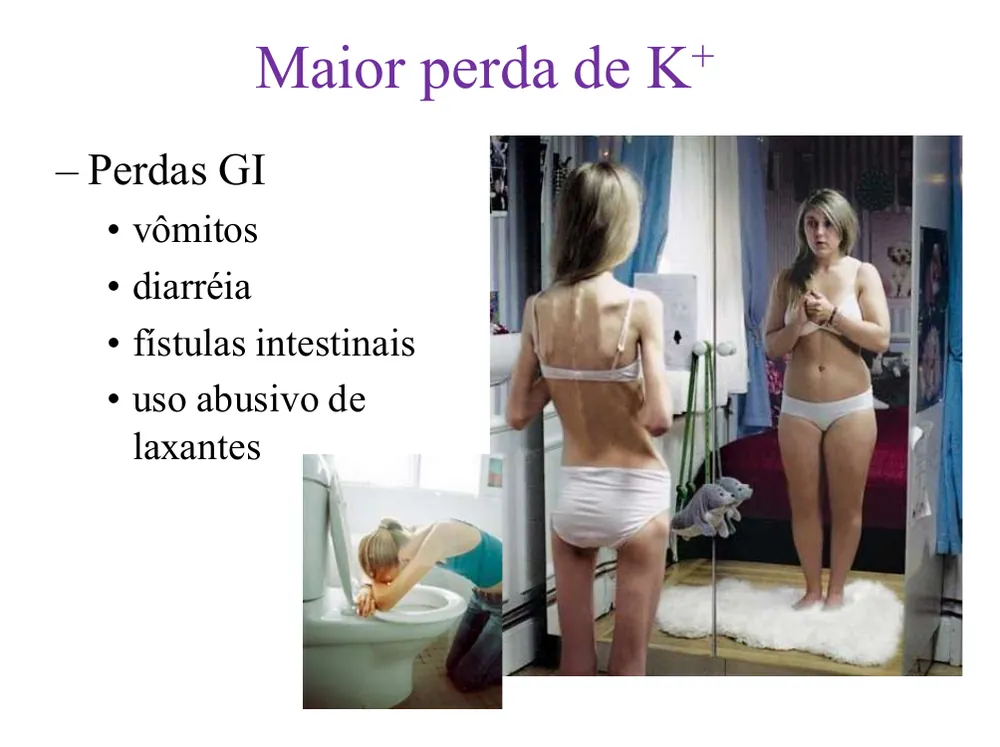 Maior perda de K⁺
– Perdas GI
• vômitos
• diarréia
• fístulas intestinais
• uso abusivo de
laxantes